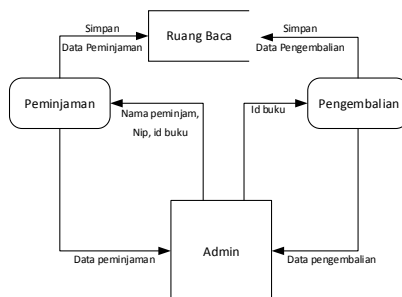 Simpan
Data Peminjaman
Ruang Baca
Simpan
Data Pengembalian
Peminjaman
Nama peminjam,
Nip, id buku
Id buku
Pengembalian
Data peminjaman
Admin
Data pengembalian